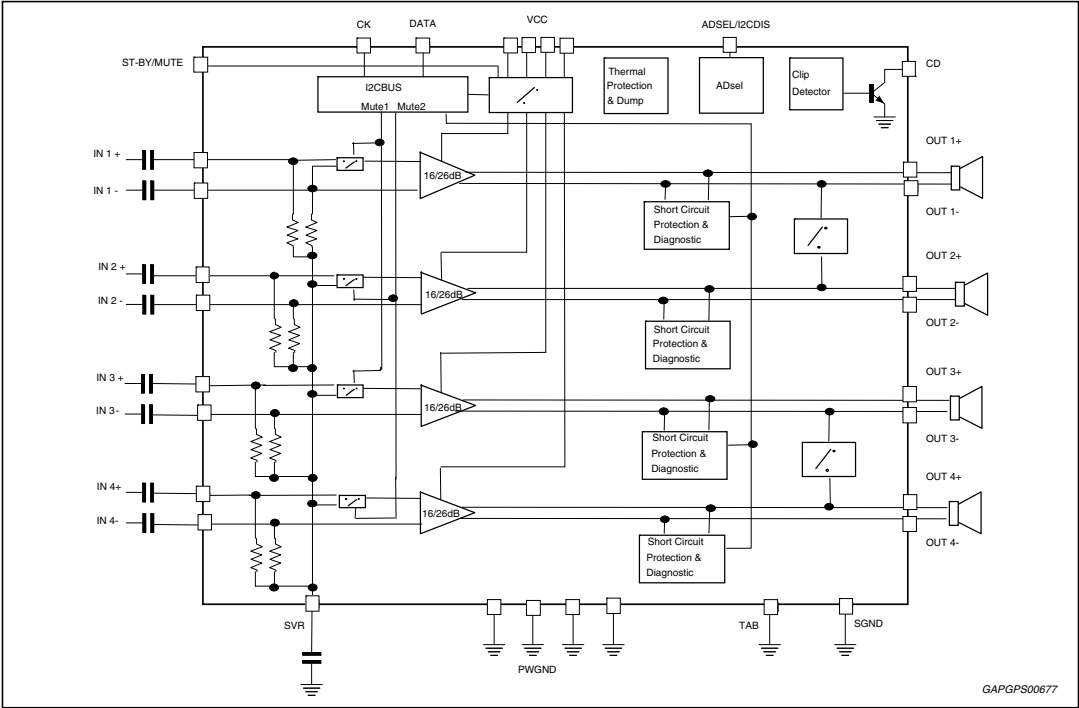 CK
DATA
VCC
ADSEL/I2CDIS
ST-BY/MUTE
CD
I2CBUS
Mute1 Mute2
Thermal
Protection
& Dump
ADsel
Clip
Detector
IN 1 +
IN 1 -
16/26dB
OUT 1+
OUT 1-
Short Circuit
Protection &
Diagnostic
IN 2 +
IN 2 -
16/26dB
OUT 2+
OUT 2-
Short Circuit
Protection &
Diagnostic
IN 3 +
IN 3 -
16/26dB
OUT 3+
OUT 3-
Short Circuit
Protection &
Diagnostic
IN 4+
IN 4-
16/26dB
OUT 4+
OUT 4-
Short Circuit
Protection &
Diagnostic
SVR
PWGND
TAB
SGND
GAPGPS00677